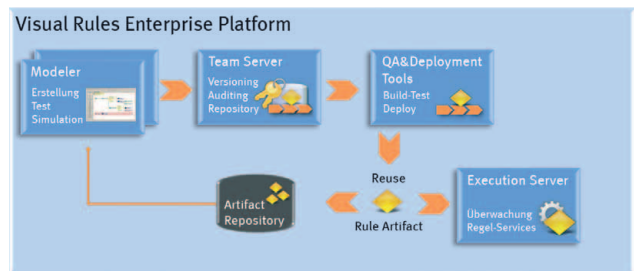 Visual Rules Enterprise Platform
Modeler
Erstellung
Test
Simulation
Team Server
Versioning
Auditing
Repository
QA&Deployment
Tools
Build-Test
Deploy
Reuse
Rule Artifact
Artifact
Repository
Execution Server
Überwachung
Regel-Services